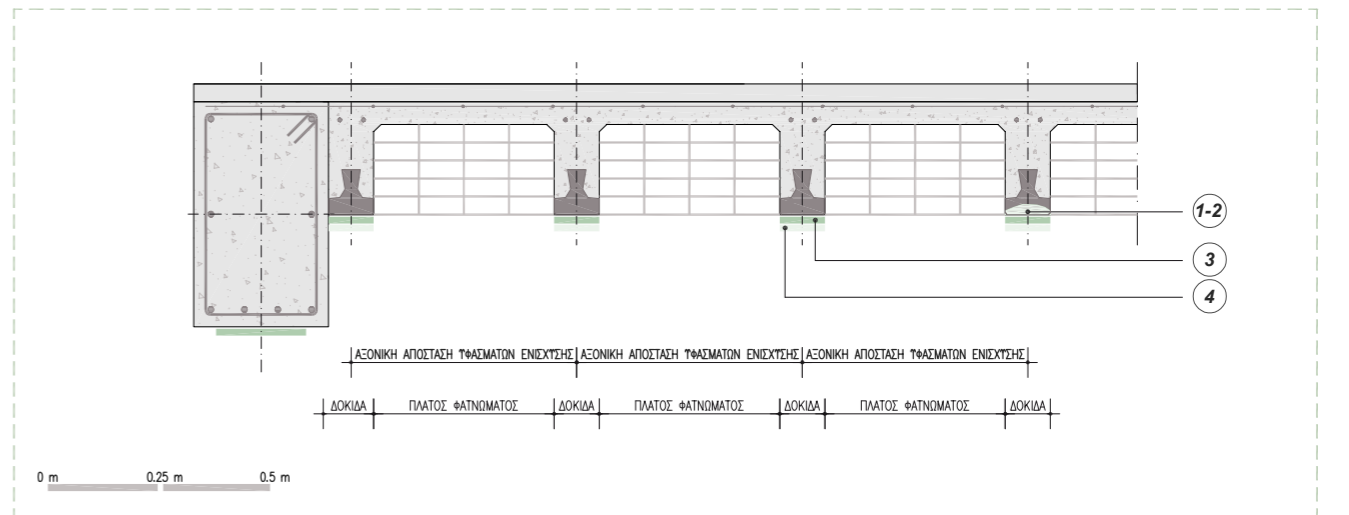 1-2
3
4
ΑΞΟΝΙΚΗ ΑΠΟΣΤΑΣΗ ΥΦΑΣΜΑΤΩΝ ΕΝΙΣΧΥΣΗΣ ΑΞΟΝΙΚΗ ΑΠΟΣΤΑΣΗ ΥΦΑΣΜΑΤΩΝ ΕΝΙΣΧΥΣΗΣ ΑΞΟΝΙΚΗ ΑΠΟΣΤΑΣΗ ΥΦΑΣΜΑΤΩΝ ΕΝΙΣΧΥΣΗΣ
ΔΟΚΙΔΑ ΠΛΑΤΟΣ ΦΑΤΝΩΜΑΤΟΣ ΔΟΚΙΔΑ ΠΛΑΤΟΣ ΦΑΤΝΩΜΑΤΟΣ ΔΟΚΙΔΑ ΠΛΑΤΟΣ ΦΑΤΝΩΜΑΤΟΣ ΔΟΚΙΔΑ
0 m 0.25 m 0.5 m